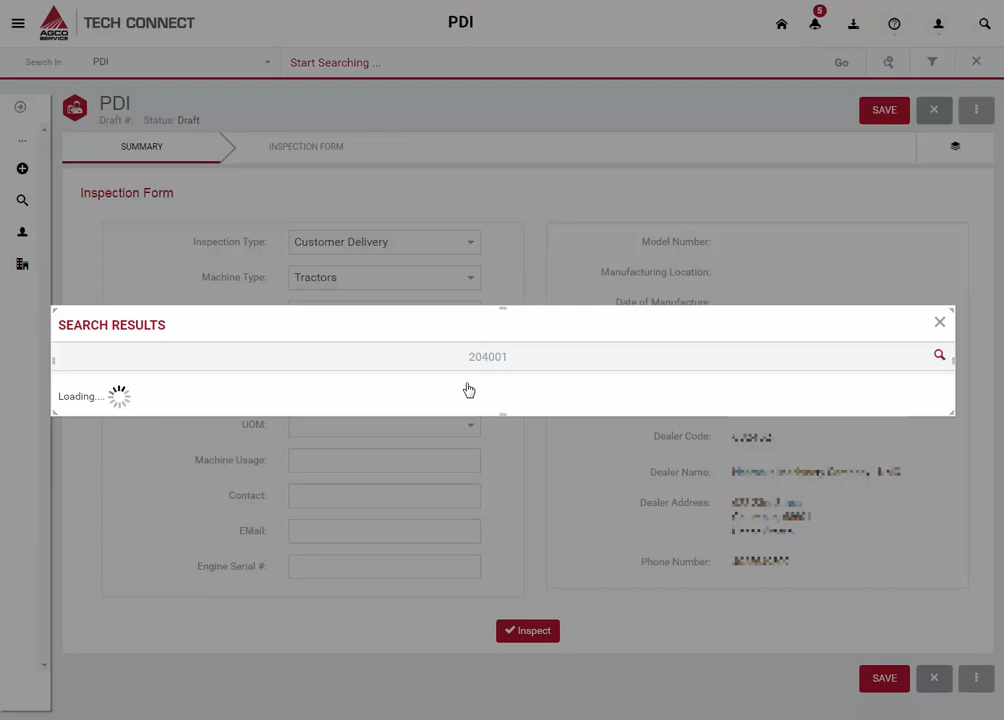 AGCO
SERVICE
TECH CONNECT
PDI
5
Search In
PDI
Start Searching ...
Go
PDI
Draft #: Status: Draft
SAVE
...
SUMMARY
INSPECTION FORM
Inspection Form
Inspection Type:
Customer Delivery
Model Number:
Machine Type:
Tractors
Manufacturing Location:
Date of Manufacture:
SEARCH RESULTS
204001
Loading....
UOM:
Dealer Code:
Machine Usage:
Dealer Name:
Contact:
Dealer Address:
EMail:
Engine Serial #:
Phone Number:
Inspect
SAVE